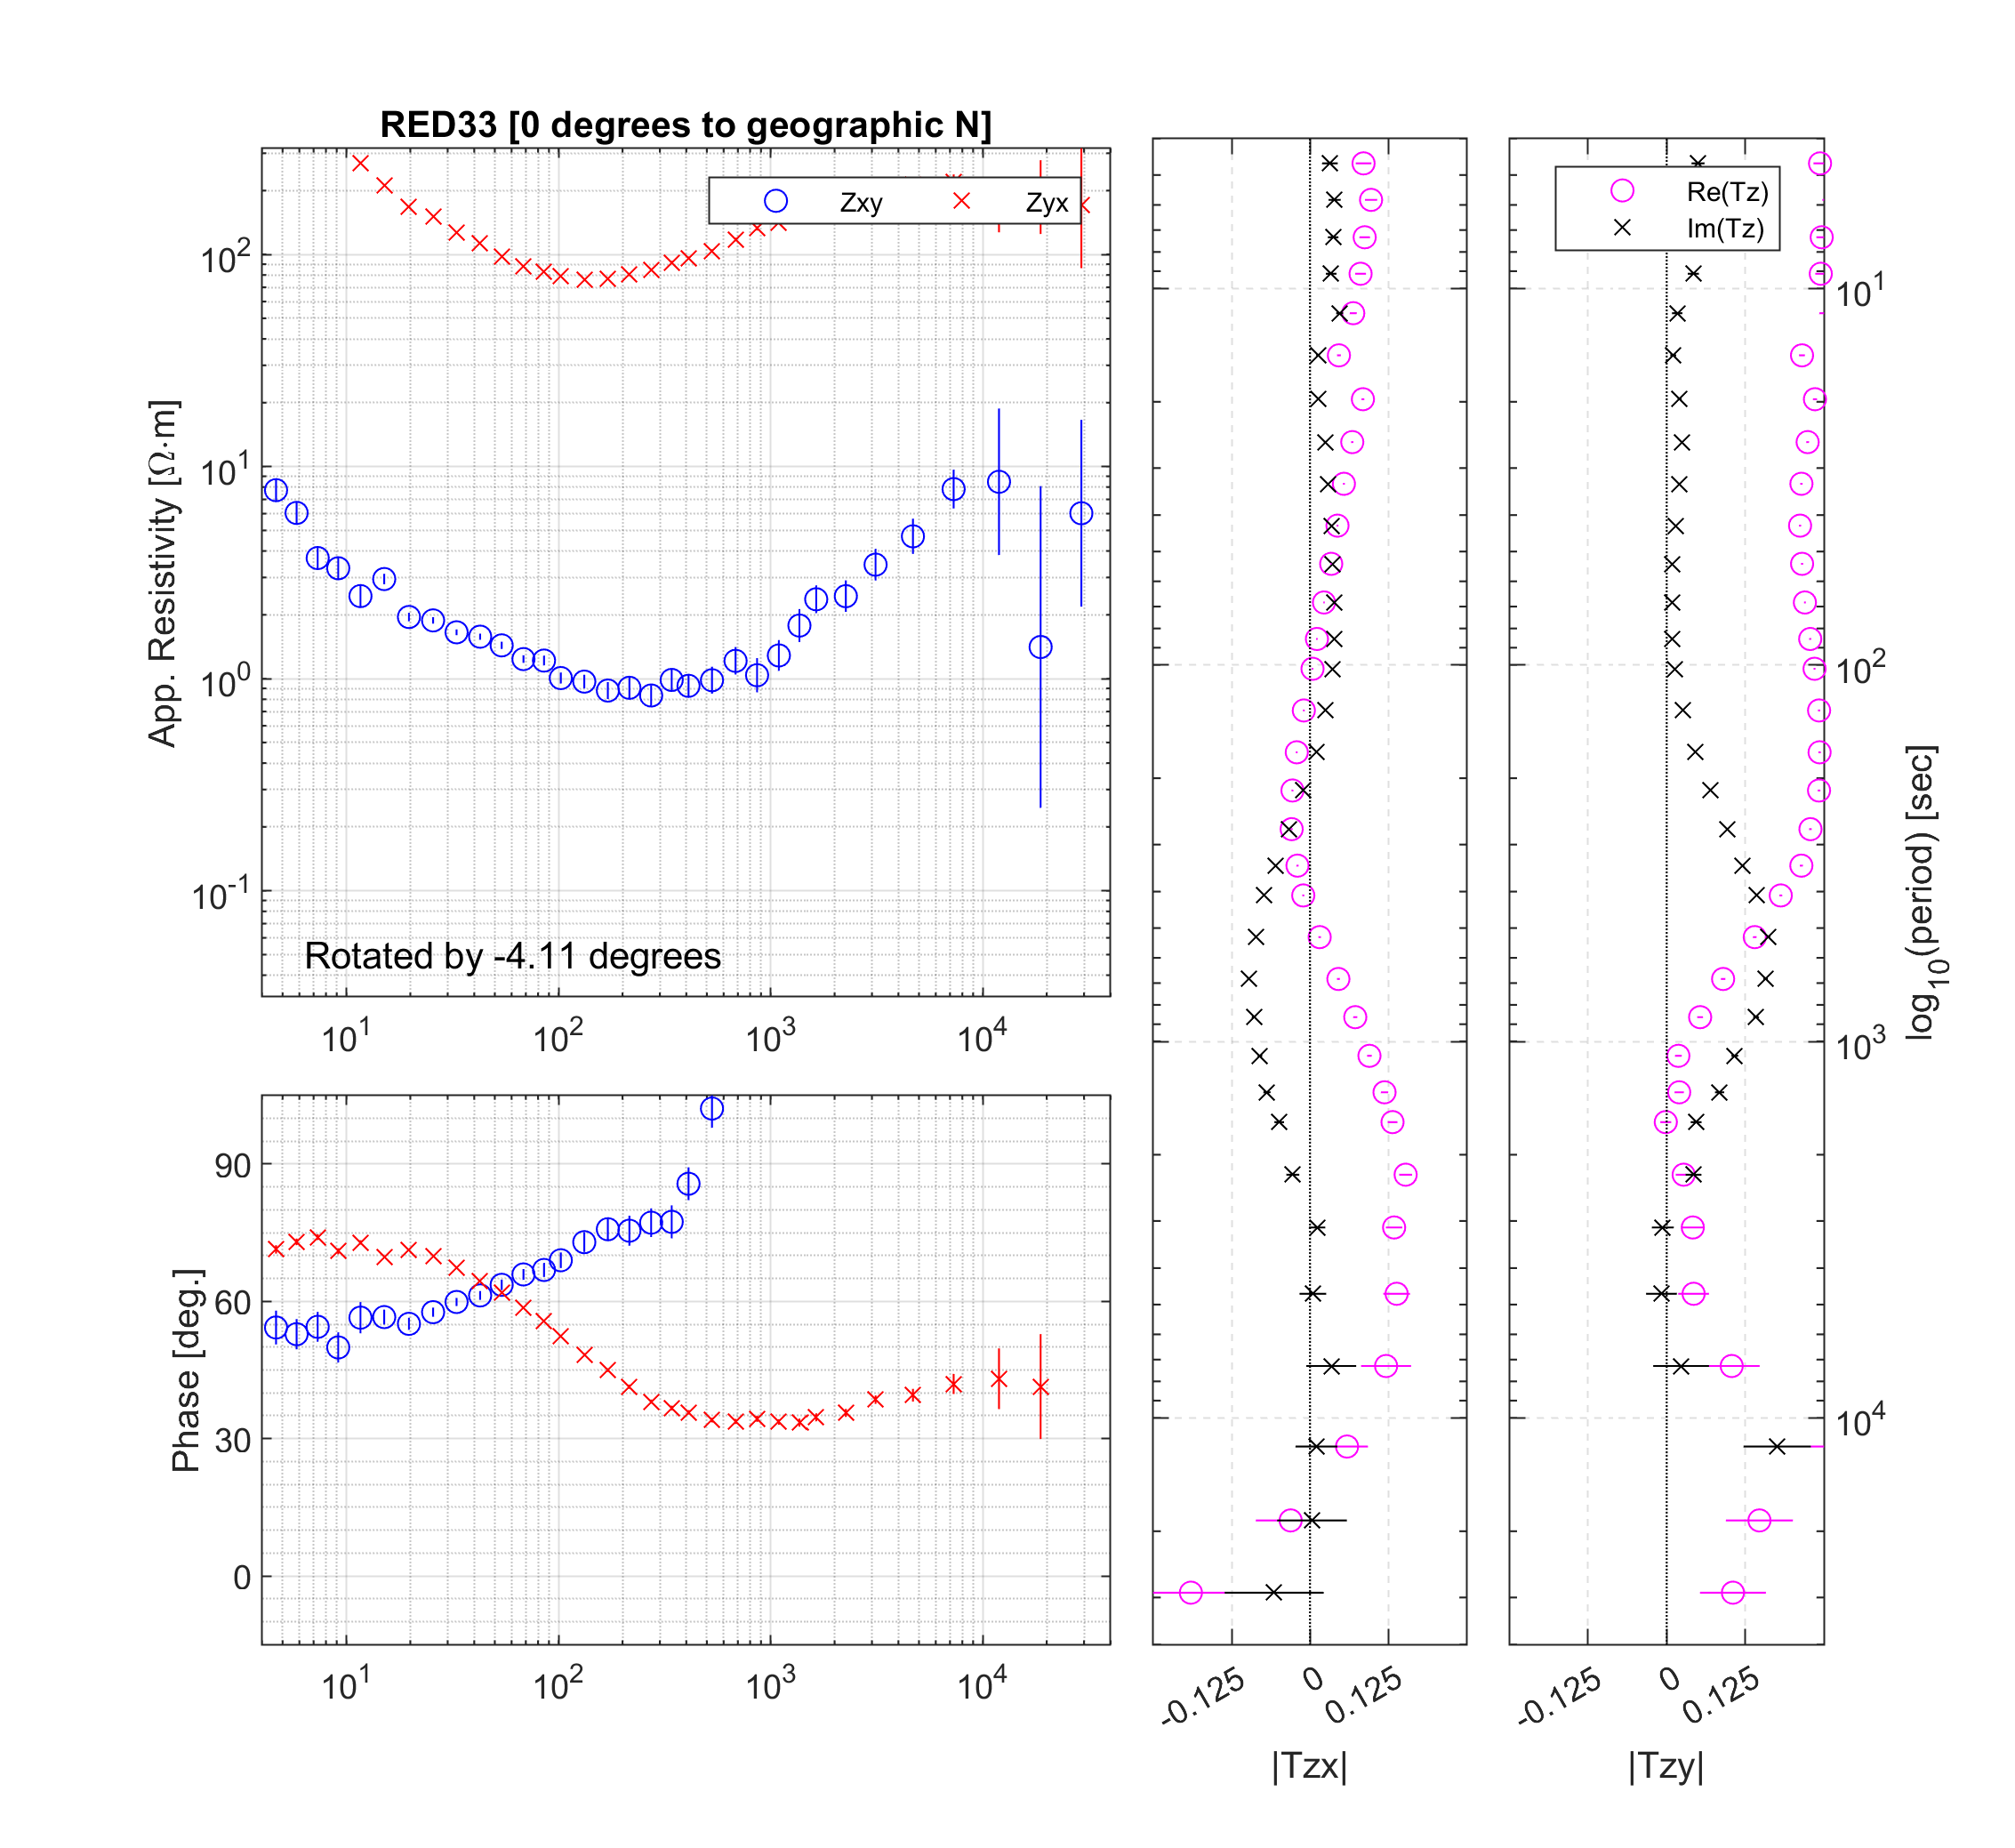 RED33 [0 degrees to geographic N]
App. Resistivity [Ω·m]
10^2
10^1
10^0
10^-1
Zxy
Zyx
Rotated by -4.11 degrees
10^1
10^2
10^3
10^4
Phase [deg.]
90
60
30
0
10^1
10^2
10^3
10^4
-0.125
0
0.125
|Tzx|
Re(Tz)
Im(Tz)
-0.125
0
0.125
|Tzy|
10^1
10^2
10^3
10^4
log10(period) [sec]